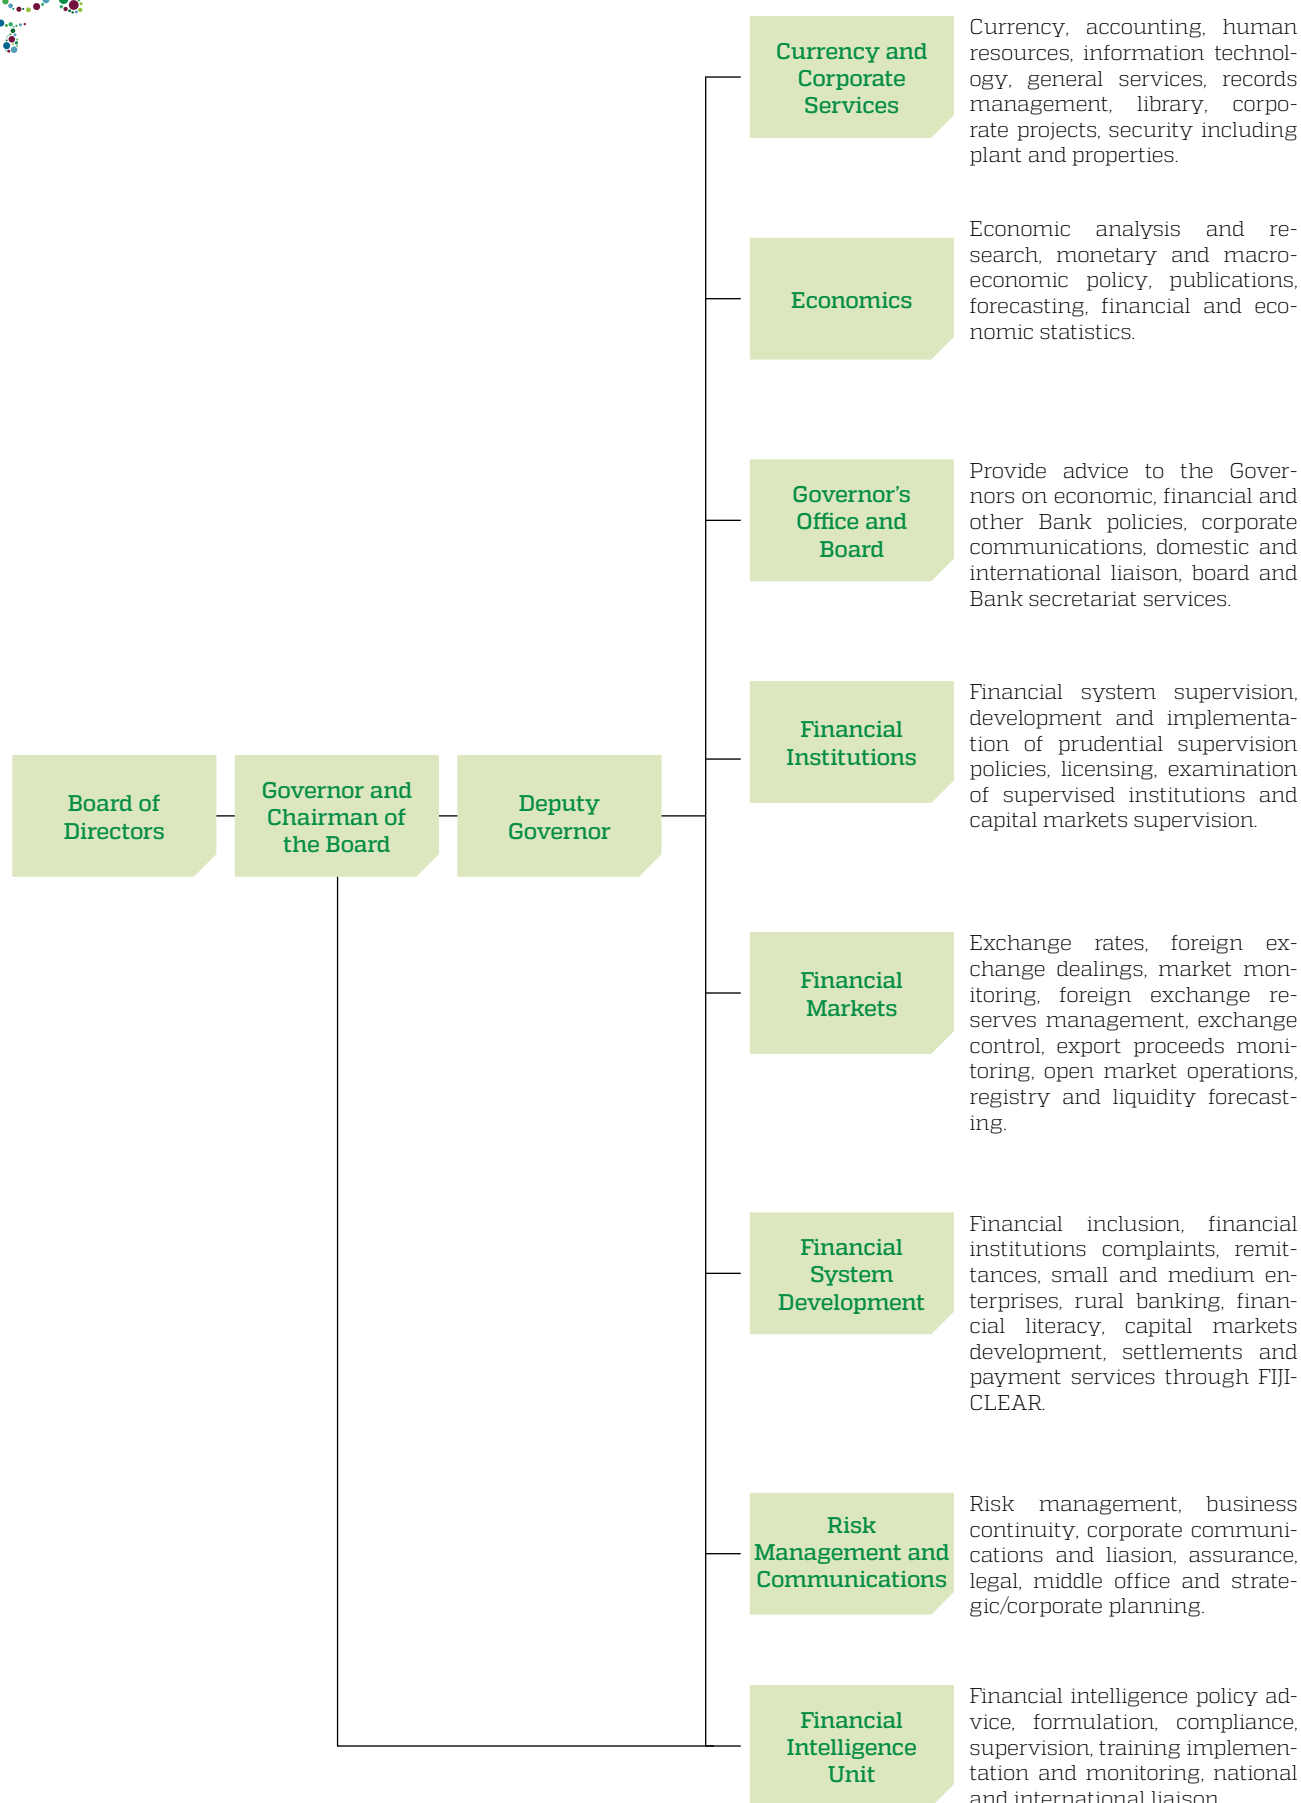 Currency and
Corporate
Services
Currency, accounting, human
resources, information technol-
ogy, general services, records
management, library, corpo-
rate projects, security including
plant and properties.
Economics
Economic analysis and re-
search, monetary and macro-
economic policy, publications,
forecasting, financial and eco-
nomic statistics.
Governor's
Office and
Board
Provide advice to the Gover-
nors on economic, financial and
other Bank policies, corporate
communications, domestic and
international liaison, board and
Bank secretariat services.
Financial
Institutions
Financial system supervision,
development and implementa-
tion of prudential supervision
policies, licensing, examination
of supervised institutions and
capital markets supervision.
Board of
Directors
Governor and
Chairman of
the Board
Deputy
Governor
Financial
Markets
Exchange rates, foreign ex-
change dealings, market mon-
itoring, foreign exchange re-
serves management, exchange
control, export proceeds moni-
toring, open market operations,
registry and liquidity forecast-
ing.
Financial
System
Development
Financial inclusion, financial
institutions complaints, remit-
tances, small and medium en-
terprises, rural banking, finan-
cial literacy, capital markets
development, settlements and
payment services through FIJI-
CLEAR.
Risk
Management and
Communications
Risk management, business
continuity, corporate communi-
cations and liasion, assurance,
legal, middle office and strate-
gic/corporate planning.
Financial
Intelligence
Unit
Financial intelligence policy ad-
vice, formulation, compliance,
supervision, training implemen-
tation and monitoring, national
and international liaison